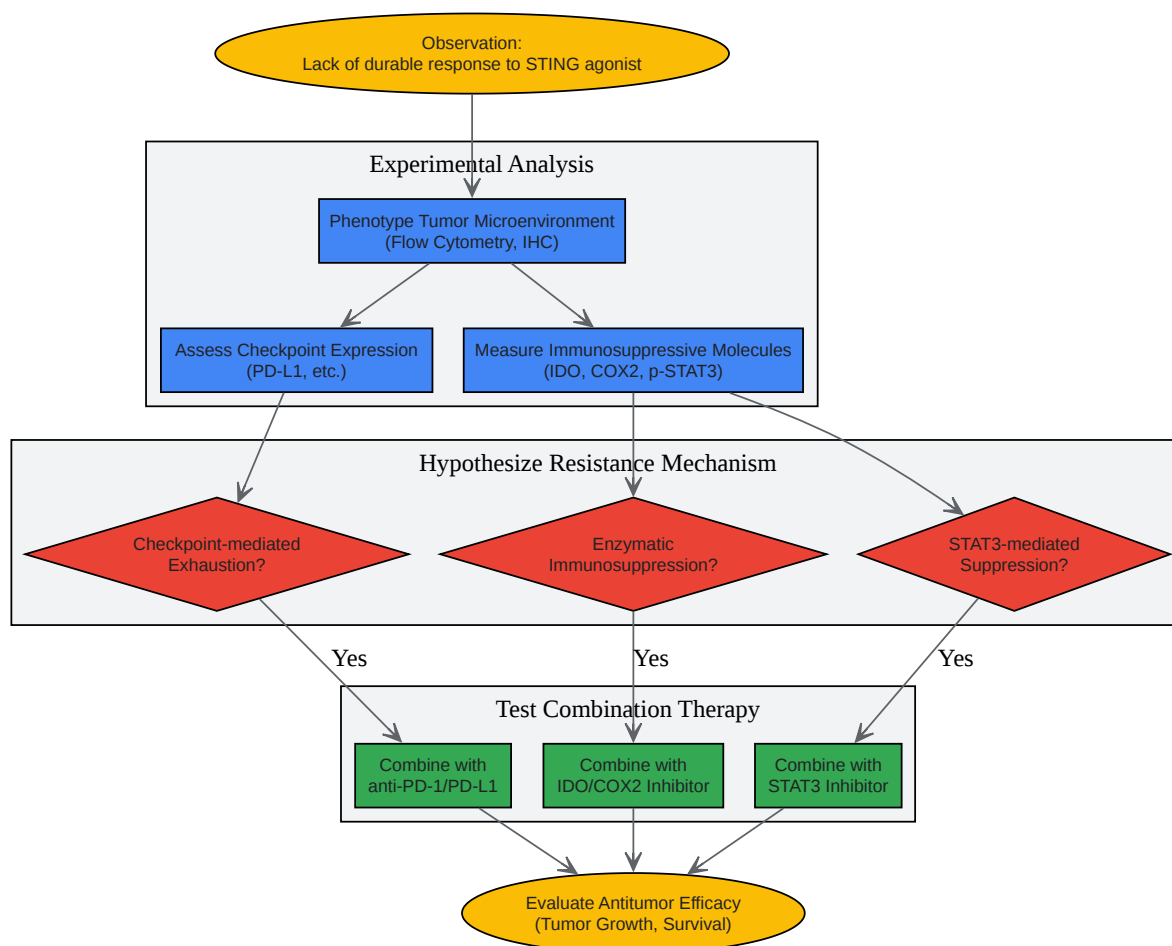 Observation:
Lack of durable response to STING agonist
Experimental Analysis
Phenotype Tumor Microenvironment
(Flow Cytometry, IHC)
Assess Checkpoint Expression
(PD-L1, etc.)
Measure Immunosuppressive Molecules
(IDO, COX2, p-STAT3)
Hypothesize Resistance Mechanism
Checkpoint-mediated
Exhaustion?
Enzymatic
Immunosuppression?
STAT3-mediated
Suppression?
Yes
Yes
Yes
Test Combination Therapy
Combine with
anti-PD-1/PD-L1
Combine with
IDO/COX2 Inhibitor
Combine with
STAT3 Inhibitor
Evaluate Antitumor Efficacy
(Tumor Growth, Survival)